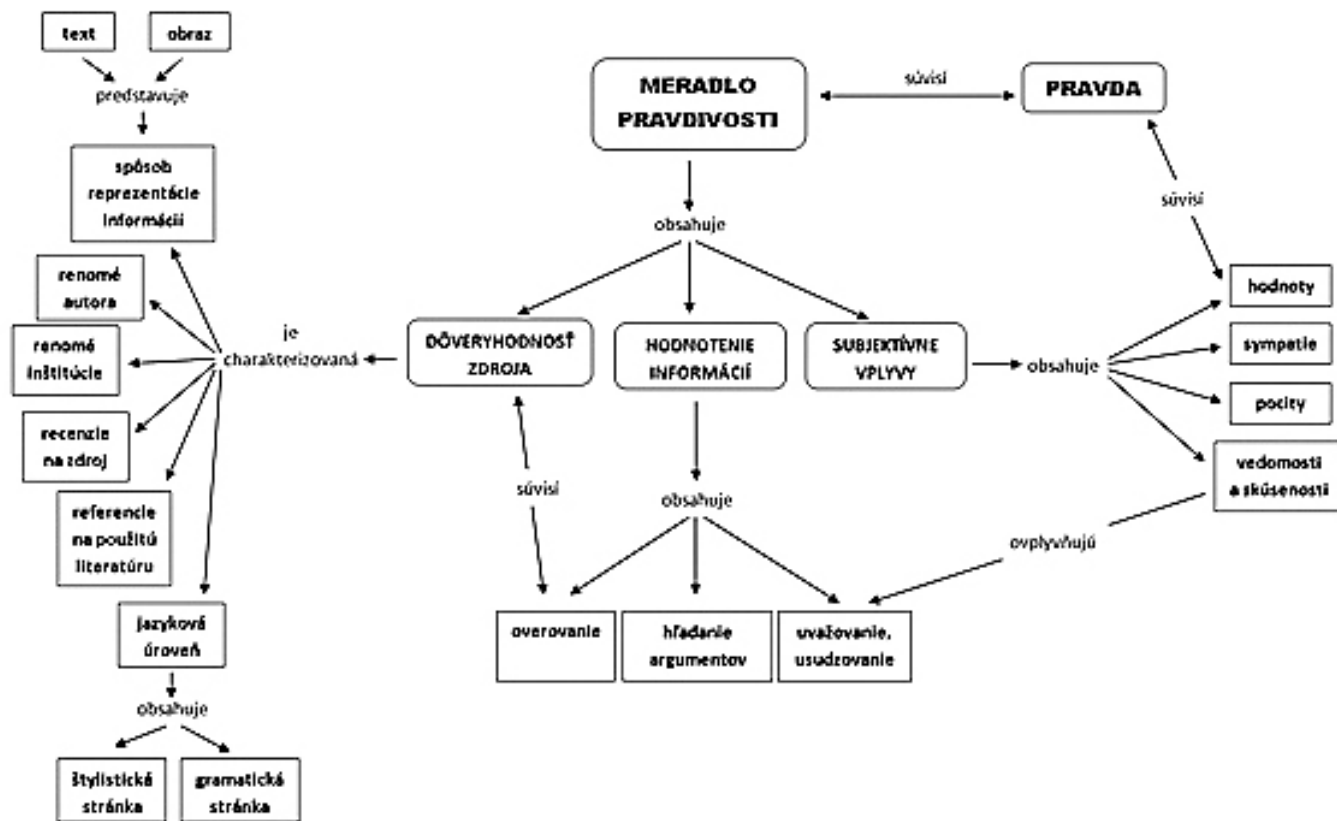 text
obraz
predstavuje
spôsob
reprezentácie
informácií
renomé
autora
renomé
inštitúcie
recenzie
na zdroj
referencie
na použitú
literatúru
jazyková
úroveň
obsahuje
štylistická
stránka
gramatická
stránka
je
charakterizovaná
MERADLO
PRAVDIVOSTI
súvisí
PRAVDA
obsahuje
súvisí
DÔVERYHODNOSŤ
ZDROJA
HODNOTENIE
INFORMÁCIÍ
SUBJEKTÍVNE
VPLYVY
obsahuje
hodnoty
sympatie
pocity
vedomosti
a skúsenosti
súvisí
obsahuje
ovplyvňujú
overovanie
hľadanie
argumentov
uvažovanie,
usudzovanie